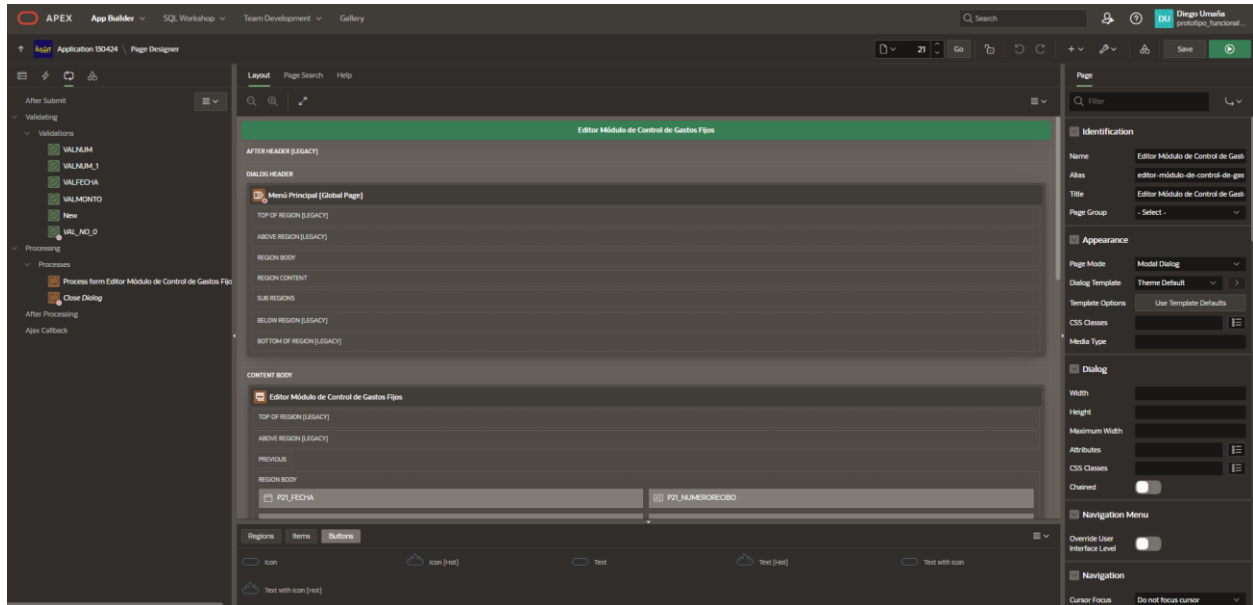 APEX App Builder SQL Workshop Team Development Gallery Search DU Diego Umaña
prototipo_funcional...
Application 130424 \ Page Designer 21 Go Save
Layout Page Search Help
Page
After Submit
Validating
Validations
VALNUM
VALNUM_1
VALFECHA
VALMONTO
New
VAL_NO_0
Processing
Processes
Process form Editor Módulo de Control de Gastos Fijo
Close Dialog
After Processing
Ajax Callback
Editor Módulo de Control de Gastos Fijos
AFTER HEADER [LEGACY]
DIALOG HEADER
Menú Principal [Global Page]
TOP OF REGION [LEGACY]
ABOVE REGION [LEGACY]
REGION BODY
REGION CONTENT
SUB REGIONS
BELOW REGION [LEGACY]
BOTTOM OF REGION [LEGACY]
CONTENT BODY
Editor Módulo de Control de Gastos Fijos
TOP OF REGION [LEGACY]
ABOVE REGION [LEGACY]
PREVIOUS
REGION BODY
P21_FECHA P21_NUMERORECIBO
Regions Items Buttons
Icon Icon [Hot] Text Text [Hot] Text with Icon
Text with Icon [Hot]
Filter
Identification
Name Editor Módulo de Control de Gast
Alias editor-módulo-de-control-de-gas
Title Editor Módulo de Control de Gast
Page Group - Select -
Appearance
Page Mode Modal Dialog
Dialog Template Theme Default
Template Options Use Template Defaults
CSS Classes
Media Type
Dialog
Width
Height
Maximum Width
Attributes
CSS Classes
Chained
Navigation Menu
Override User
Interface Level
Navigation
Cursor Focus Do not focus cursor